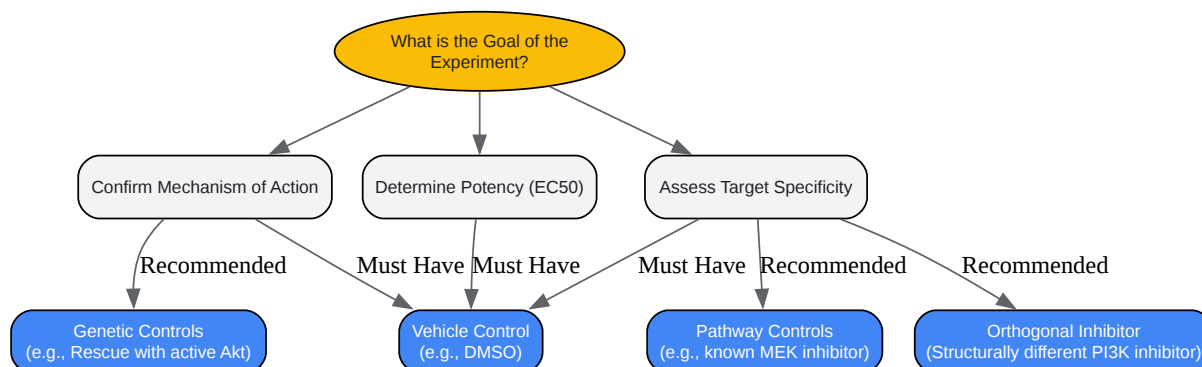 What is the Goal of the
Experiment?
Confirm Mechanism of Action
Determine Potency (EC50)
Assess Target Specificity
Recommended
Must Have
Must Have
Must Have
Recommended
Recommended
Genetic Controls
(e.g., Rescue with active Akt)
Vehicle Control
(e.g., DMSO)
Pathway Controls
(e.g., known MEK inhibitor)
Orthogonal Inhibitor
(Structurally different PI3K inhibitor)